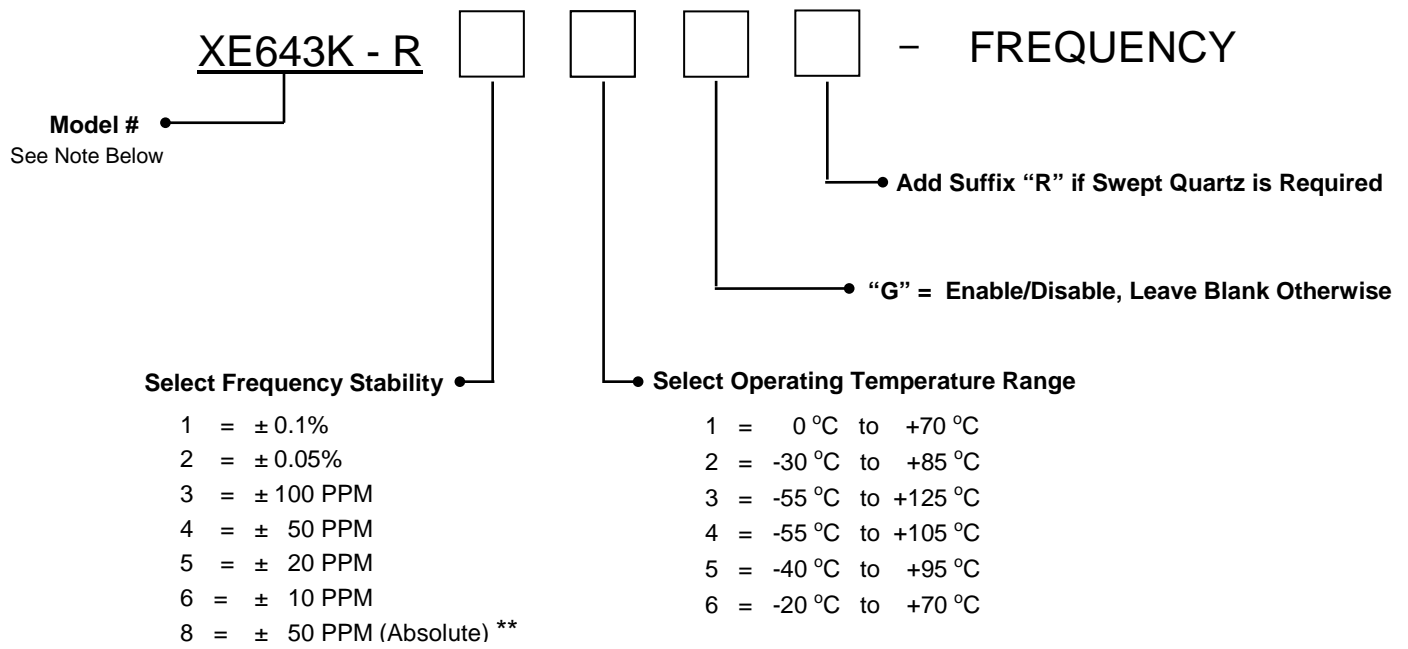 XE643K - R – FREQUENCY
Model #
See Note Below
Add Suffix “R” if Swept Quartz is Required
“G” = Enable/Disable, Leave Blank Otherwise
Select Frequency Stability
1 = ± 0.1%
2 = ± 0.05%
3 = ± 100 PPM
4 = ± 50 PPM
5 = ± 20 PPM
6 = ± 10 PPM
8 = ± 50 PPM (Absolute) **
Select Operating Temperature Range
1 = 0 °C to +70 °C
2 = -30 °C to +85 °C
3 = -55 °C to +125 °C
4 = -55 °C to +105 °C
5 = -40 °C to +95 °C
6 = -20 °C to +70 °C